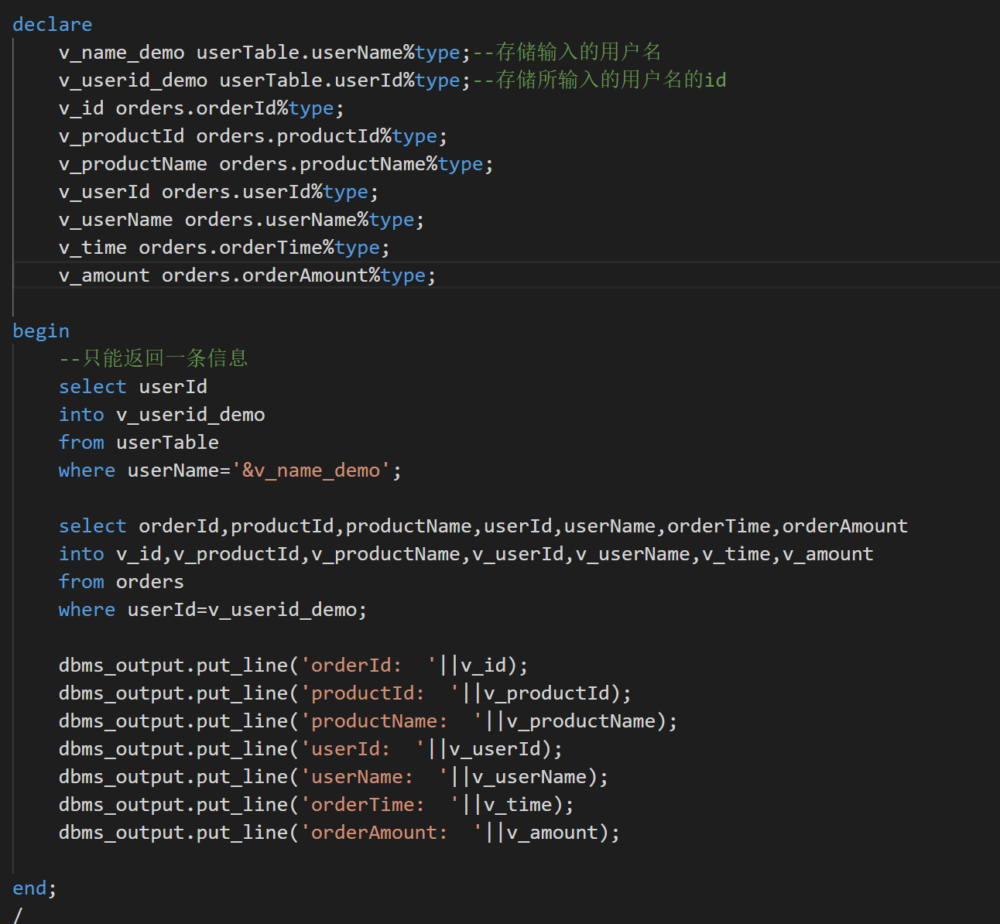 declare
    v_name_demo userTable.userName%type;--存储输入的用户名
    v_userid_demo userTable.userId%type;--存储所输入的用户名的id
    v_id orders.orderId%type;
    v_productId orders.productId%type;
    v_productName orders.productName%type;
    v_userId orders.userId%type;
    v_userName orders.userName%type;
    v_time orders.orderTime%type;
    v_amount orders.orderAmount%type;
begin
    --只能返回一条信息
    select userId
    into v_userid_demo
    from userTable
    where userName='&v_name_demo';
    select orderId,productId,productName,userId,userName,orderTime,orderAmount
    into v_id,v_productId,v_productName,v_userId,v_userName,v_time,v_amount
    from orders
    where userId=v_userid_demo;
    dbms_output.put_line('orderId:  '||v_id);
    dbms_output.put_line('productId:  '||v_productId);
    dbms_output.put_line('productName:  '||v_productName);
    dbms_output.put_line('userId:  '||v_userId);
    dbms_output.put_line('userName:  '||v_userName);
    dbms_output.put_line('orderTime:  '||v_time);
    dbms_output.put_line('orderAmount:  '||v_amount);
end;
/